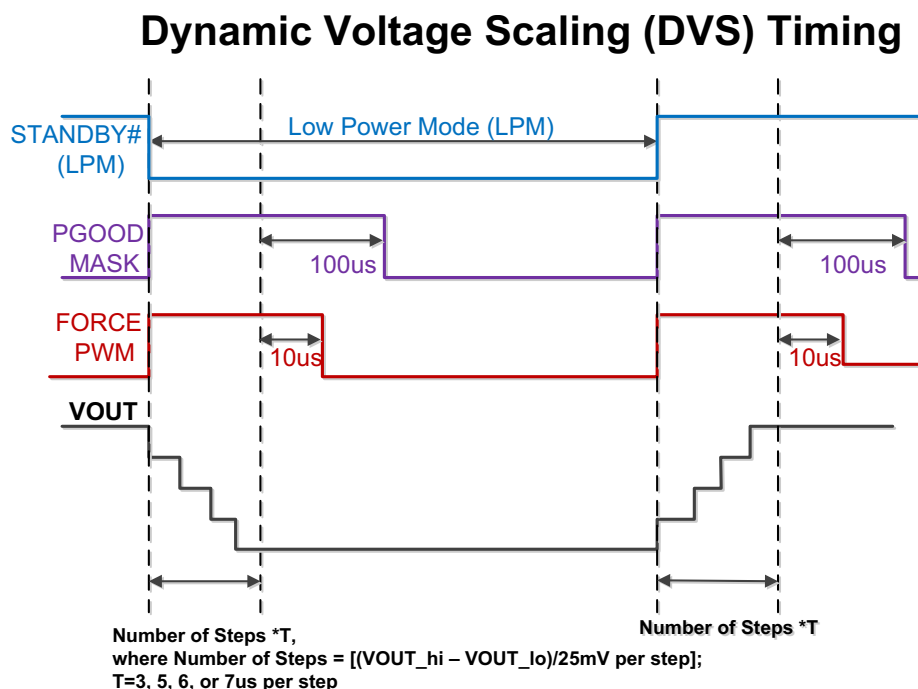 Dynamic Voltage Scaling (DVS) Timing
STANDBY#
(LPM)
Low Power Mode (LPM)
PGOOD
MASK
100us
100us
FORCE
PWM
10us
10us
VOUT
Number of Steps *T,
where Number of Steps = [(VOUT_hi – VOUT_lo)/25mV per step];
T=3, 5, 6, or 7us per step
Number of Steps *T